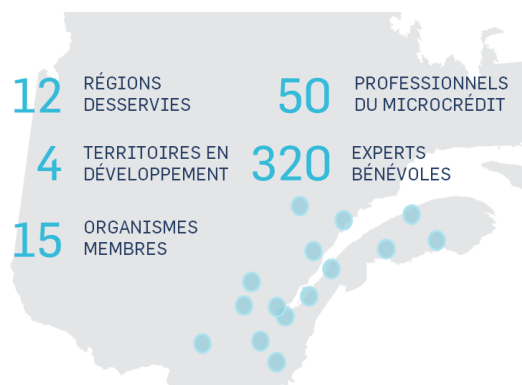 12 RÉGIONS
DESSERVIES
50 PROFESSIONNELS
DU MICROCRÉDIT
4 TERRITOIRES EN
DÉVELOPPEMENT
320 EXPERTS
BÉNÉVOLES
15 ORGANISMES
MEMBRES